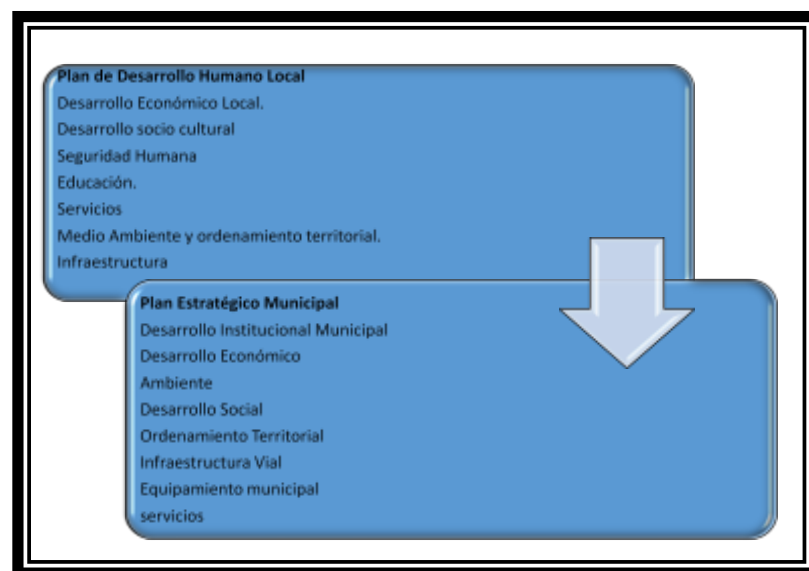 Plan de Desarrollo Humano Local
Desarrollo Económico Local.
Desarrollo socio cultural
Seguridad Humana
Educación.
Servicios
Medio Ambiente y ordenamiento territorial.
Infraestructura
Plan Estratégico Municipal
Desarrollo Institucional Municipal
Desarrollo Económico
Ambiente
Desarrollo Social
Ordenamiento Territorial
Infraestructura Vial
Equipamiento municipal
servicios